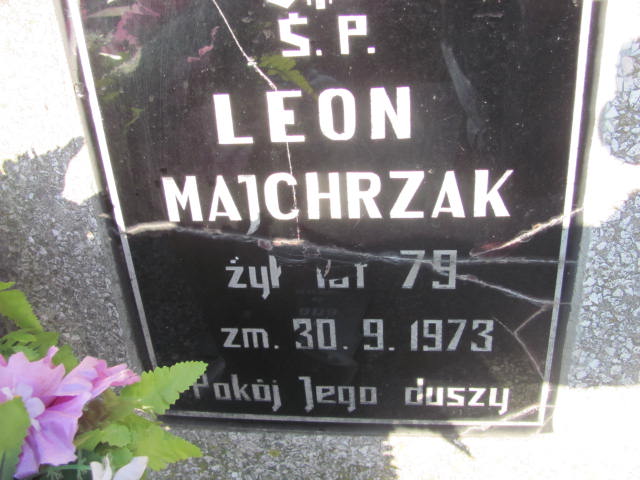 Ś.P.
LEON
MAJCHRZAK
żył lat 79
zm. 30.9.1973
Pokój Jego duszy